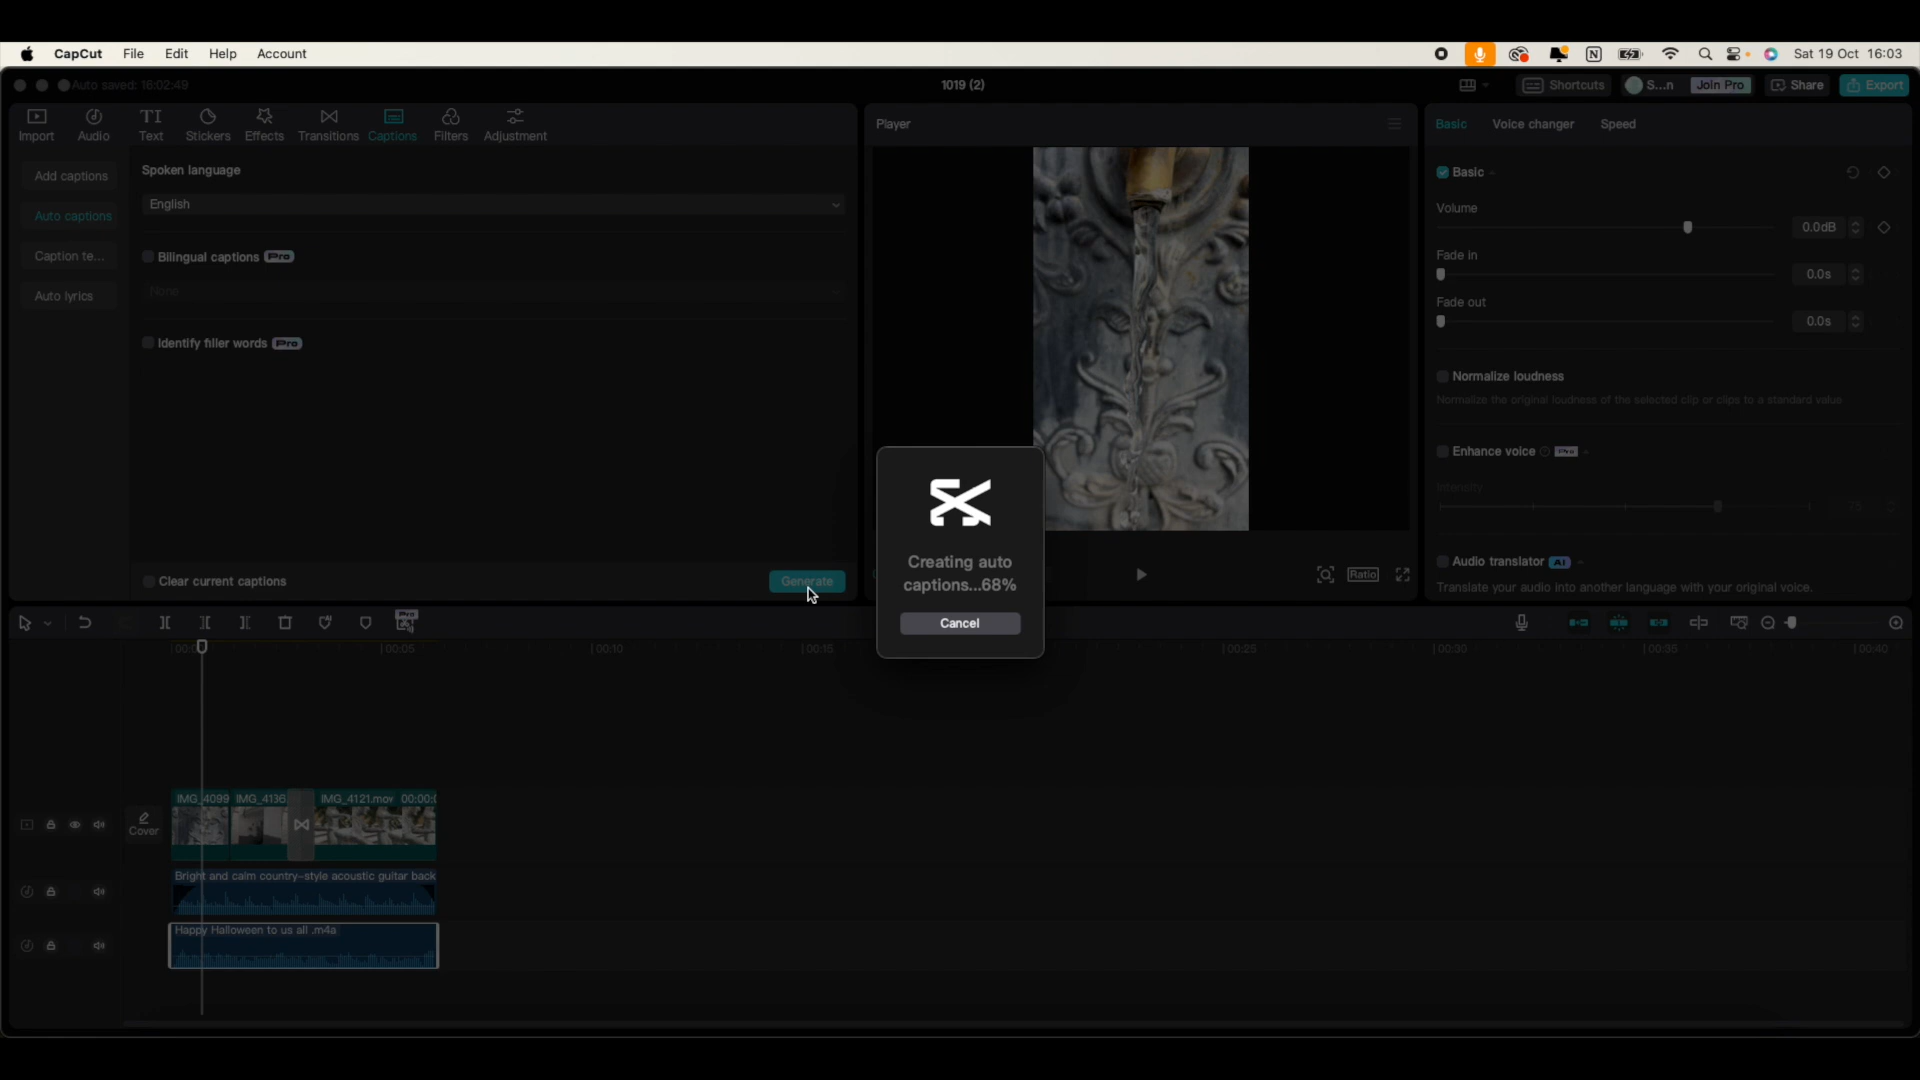 CapCut File Edit Help Account
Sat 19 Oct 16:03
Auto saved: 16:02:49
1019 (2)
Shortcuts
S...n
Join Pro
Share
Export
Import
Audio
TI
Text
Stickers
Effects
Transitions
Captions
Filters
Adjustment
Add captions
Auto captions
Caption te...
Auto lyrics
Spoken language
English
Bilingual captions Pro
None
Identify filler words Pro
Clear current captions
Generate
Player
Ratio
Creating auto
captions...68%
Cancel
Basic Voice changer Speed
Basic
Volume
0.0dB
Fade in
0.0s
Fade out
0.0s
Normalize loudness
Normalize the original loudness of the selected clip or clips to a standard value
Enhance voice Pro
Intensity
75
Audio translator AI
Translate your audio into another language with your original voice.
Pro
00:05
00:10
00:15
00:25
00:30
00:35
00:40
Cover
IMG_4099
IMG_4136
IMG_4121.mov
Bright and calm country-style acoustic guitar back
Happy Halloween to us all .m4a